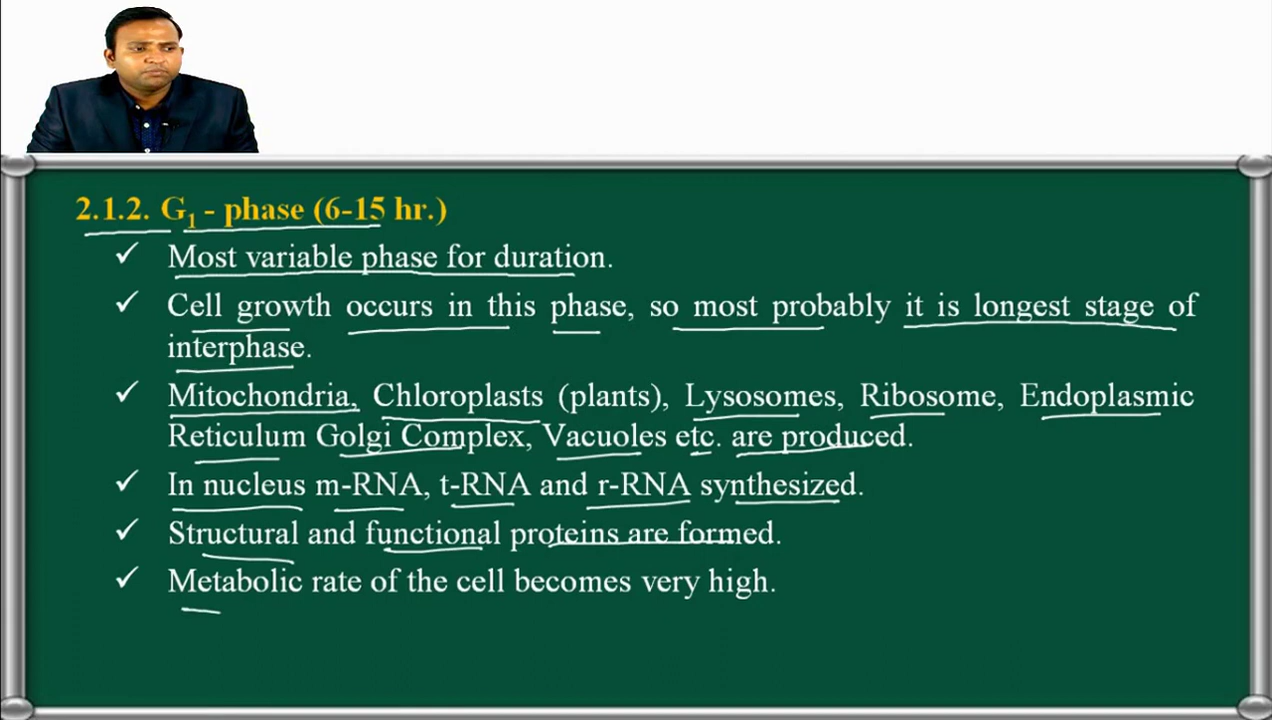 2.1.2. G₁ - phase (6-15 hr.)
✓ Most variable phase for duration.
✓ Cell growth occurs in this phase, so most probably it is longest stage of
interphase.
✓ Mitochondria, Chloroplasts (plants), Lysosomes, Ribosome, Endoplasmic
Reticulum Golgi Complex, Vacuoles etc. are produced.
✓ In nucleus m-RNA, t-RNA and r-RNA synthesized.
✓ Structural and functional proteins are formed.
✓ Metabolic rate of the cell becomes very high.